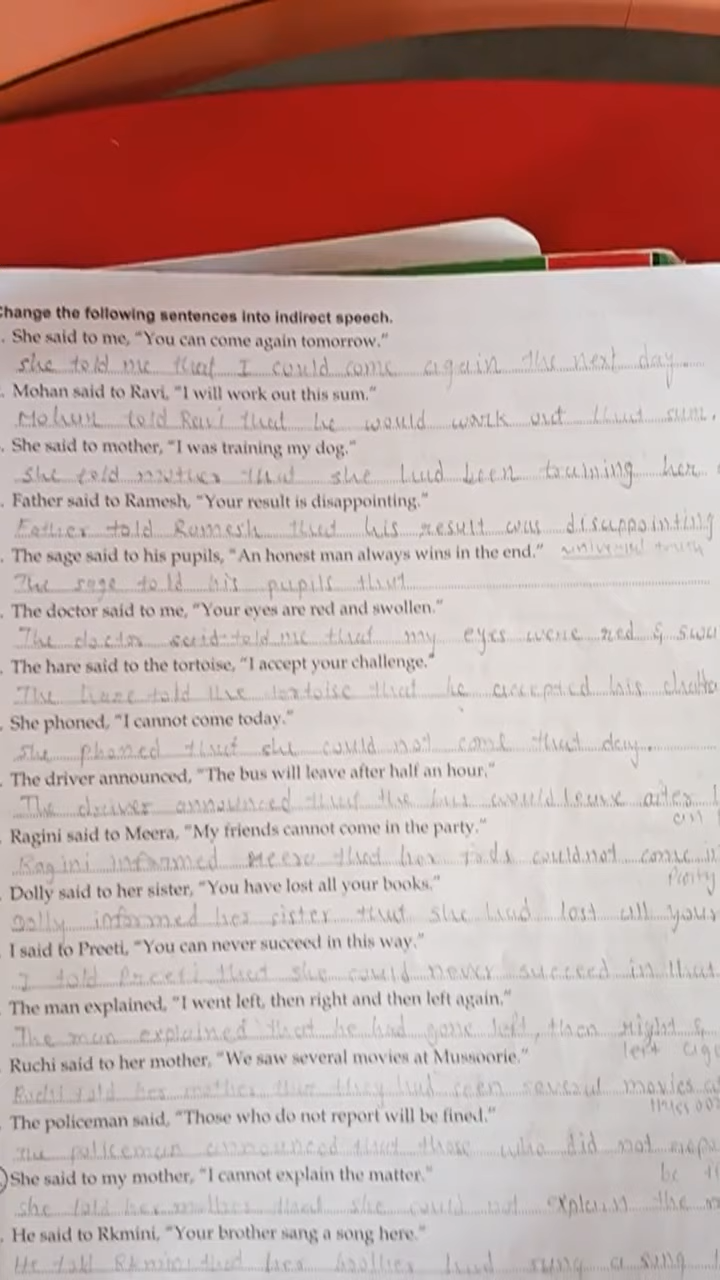 Change the following sentences into indirect speech.
. She said to me, "You can come again tomorrow."
she told me that I could come again the next day
. Mohan said to Ravi, "I will work out this sum."
Mohan told Ravi that he would work out that sum.
. She said to mother, "I was training my dog."
she told mother that she had been training her
. Father said to Ramesh, "Your result is disappointing."
Father told Ramesh that his result was disappointing
. The sage said to his pupils, "An honest man always wins in the end." universal truth
The sage told his pupils that
. The doctor said to me, "Your eyes are red and swollen."
The doctor told me that my eyes were red & swo
. The hare said to the tortoise, "I accept your challenge."
The hare told the tortoise that he accepted his challe
. She phoned, "I cannot come today."
she phoned that she could not come that day.
. The driver announced, "The bus will leave after half an hour."
The driver announced that the bus would leave after
. Ragini said to Meera, "My friends cannot come in the party."
Ragini informed Meera that her could not come in
party
Dolly said to her sister, "You have lost all your books."
Dolly informed her sister that she had lost all your
I said to Preeti, "You can never succeed in this way."
I told Preeti that she could never succeed in that
The man explained, "I went left, then right and then left again."
The man explained that he had gone left, then right &
left aga
Ruchi said to her mother, "We saw several movies at Mussoorie."
Ruchi told her mother that they had seen several movies at
The policeman said, "Those who do not report will be fined."
The policeman announced that those who did not repo
be
She said to my mother, "I cannot explain the matter."
she told her mother that she could not explain the m
. He said to Rkmini, "Your brother sang a song here."
He told Rkmini that her brother had sung a sung